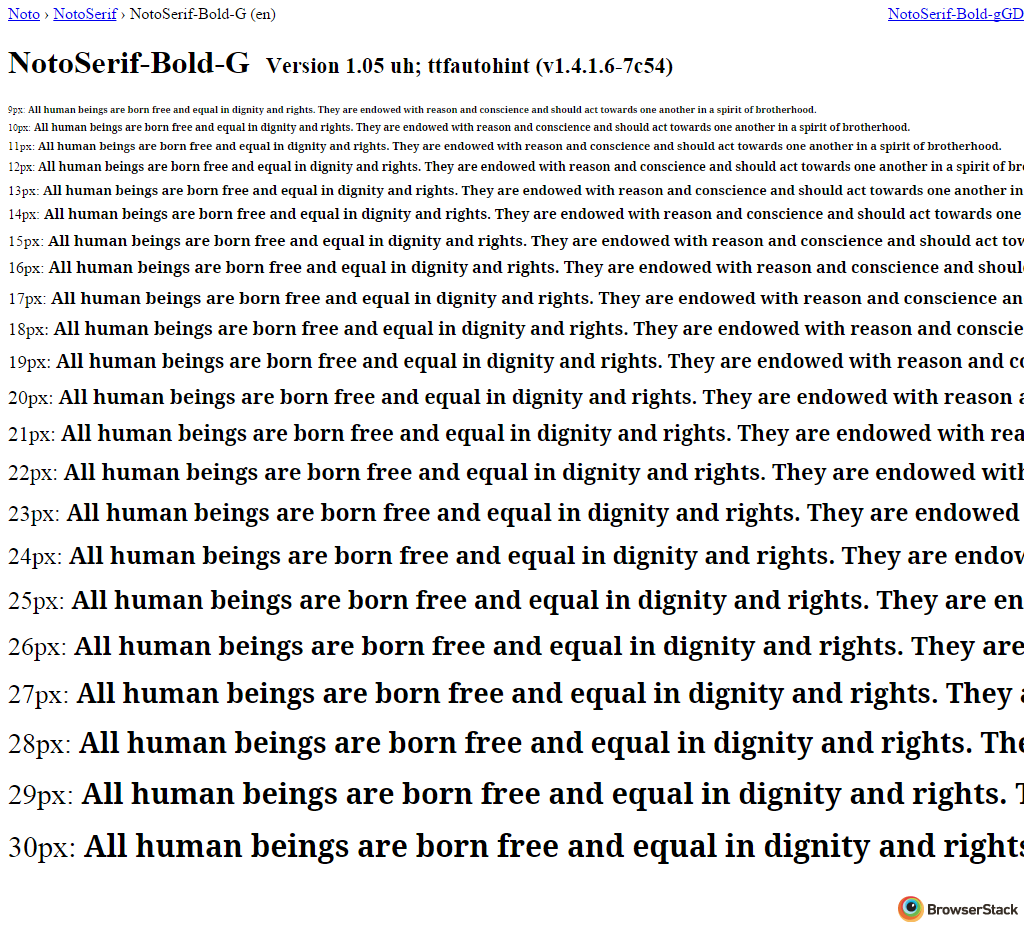 Noto › NotoSerif › NotoSerif-Bold-G (en) NotoSerif-Bold-gGD
NotoSerif-Bold-G Version 1.05 uh; ttfautohint (v1.4.1.6-7c54)
9px: All human beings are born free and equal in dignity and rights. They are endowed with reason and conscience and should act towards one another in a spirit of brotherhood.
10px: All human beings are born free and equal in dignity and rights. They are endowed with reason and conscience and should act towards one another in a spirit of brotherhood.
11px: All human beings are born free and equal in dignity and rights. They are endowed with reason and conscience and should act towards one another in a spirit of brotherhood.
12px: All human beings are born free and equal in dignity and rights. They are endowed with reason and conscience and should act towards one another in a spirit of bro
13px: All human beings are born free and equal in dignity and rights. They are endowed with reason and conscience and should act towards one another in
14px: All human beings are born free and equal in dignity and rights. They are endowed with reason and conscience and should act towards one
15px: All human beings are born free and equal in dignity and rights. They are endowed with reason and conscience and should act tow
16px: All human beings are born free and equal in dignity and rights. They are endowed with reason and conscience and shoul
17px: All human beings are born free and equal in dignity and rights. They are endowed with reason and conscience an
18px: All human beings are born free and equal in dignity and rights. They are endowed with reason and conscie
19px: All human beings are born free and equal in dignity and rights. They are endowed with reason and co
20px: All human beings are born free and equal in dignity and rights. They are endowed with reason a
21px: All human beings are born free and equal in dignity and rights. They are endowed with rea
22px: All human beings are born free and equal in dignity and rights. They are endowed with
23px: All human beings are born free and equal in dignity and rights. They are endowed
24px: All human beings are born free and equal in dignity and rights. They are endow
25px: All human beings are born free and equal in dignity and rights. They are en
26px: All human beings are born free and equal in dignity and rights. They are
27px: All human beings are born free and equal in dignity and rights. They a
28px: All human beings are born free and equal in dignity and rights. The
29px: All human beings are born free and equal in dignity and rights. T
30px: All human beings are born free and equal in dignity and rights
BrowserStack